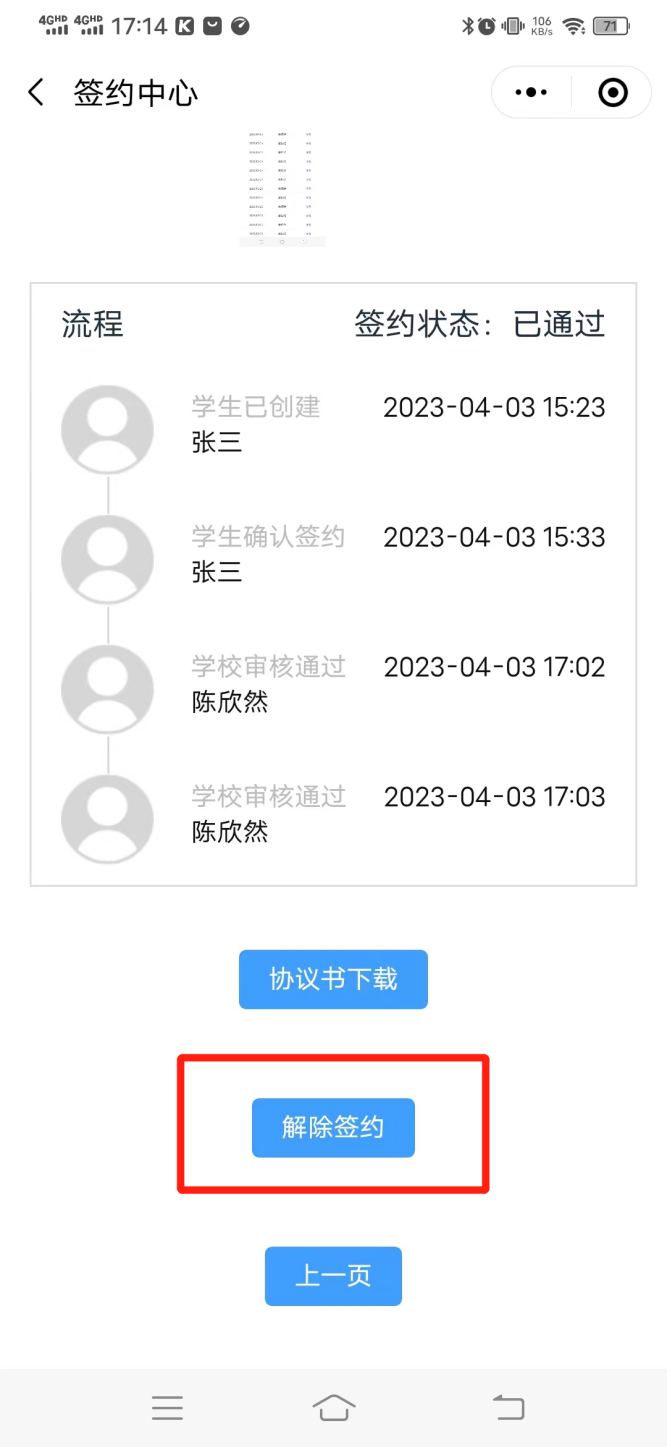 4GHD 4GHD 17:14 K 106 KB/s 71
签约中心
流程 签约状态：已通过
学生已创建 2023-04-03 15:23
张三
学生确认签约 2023-04-03 15:33
张三
学校审核通过 2023-04-03 17:02
陈欣然
学校审核通过 2023-04-03 17:03
陈欣然
协议书下载
解除签约
上一页